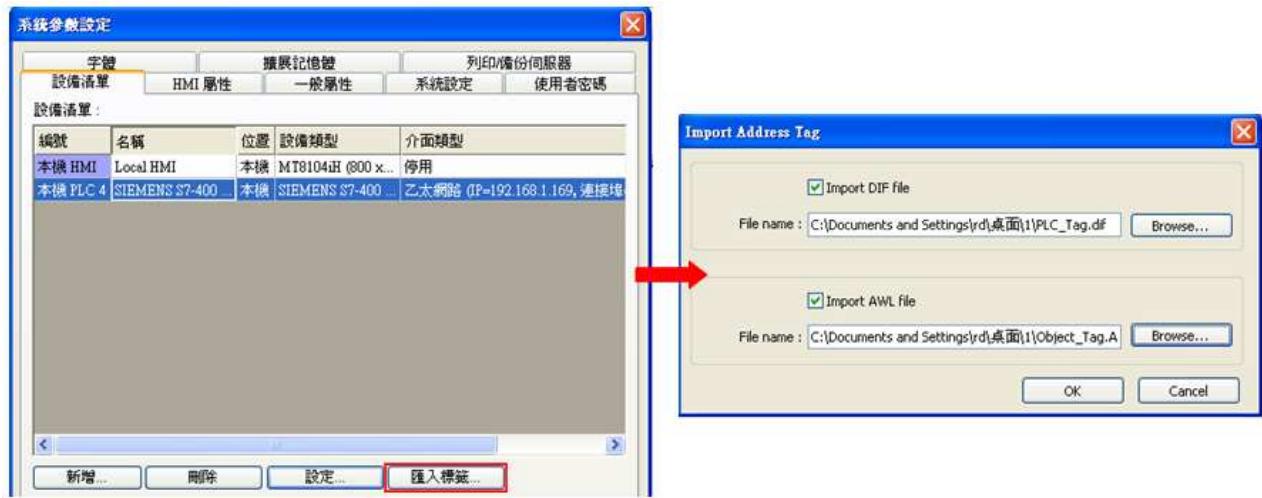 系統參數設定
字體 擴展記憶體 列印/備份伺服器
設備清單 HMI 屬性 一般屬性 系統設定 使用者密碼
設備清單 :
編號 名稱 位置 設備類型 介面類型
本機 HMI Local HMI 本機 MT8104iH (800 x... 停用
本機 PLC 4 SIEMENS S7-400 ... 本機 SIEMENS S7-400 ... 乙太網路 (IP=192.168.1.169, 連接埠
新增... 刪除 設定... 匯入標籤...
Import Address Tag
Import DIF file
File name : C:\Documents and Settings\rd\桌面\1\PLC_Tag.dif Browse...
Import AWL file
File name : C:\Documents and Settings\rd\桌面\1\Object_Tag.A Browse...
OK Cancel